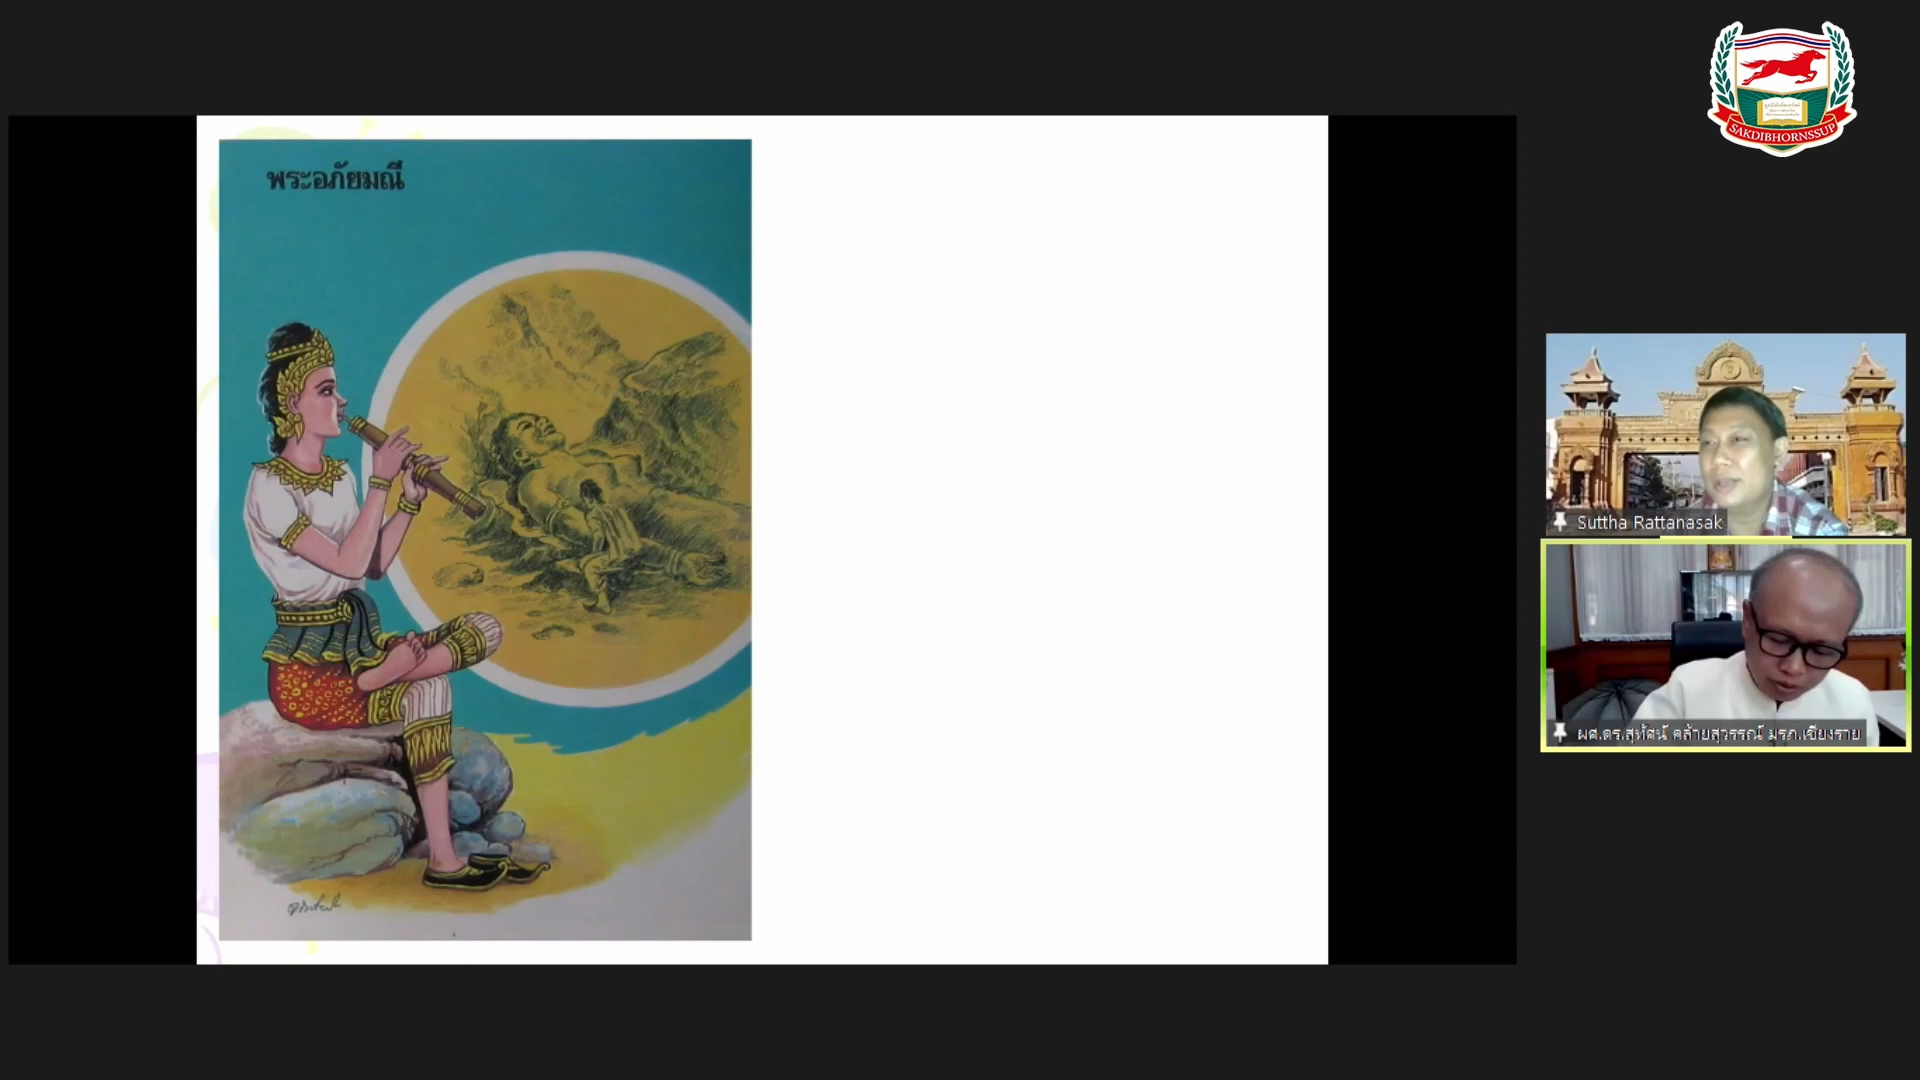 พระอภัยมณี
SAKDIBHORNSSUP
Suttha Rattanasak
ผศ.ดร.สุทัศน์ คล้ายสุวรรณ์ มรภ.เชียงราย